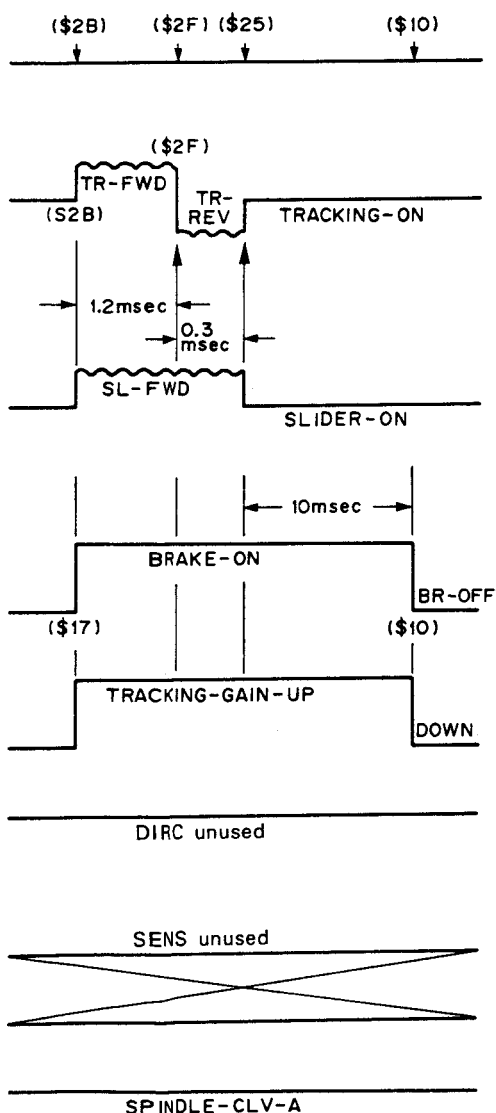 ($2B) ($2F) ($25) ($10)
($2F)
TR-FWD
TR-
REV
(S2B)
TRACKING-ON
1.2msec
0.3
msec
SL-FWD
SLIDER-ON
10msec
BRAKE-ON
BR-OFF
($17) ($10)
TRACKING-GAIN-UP
DOWN
DIRC unused
SENS unused
SPINDLE-CLV-A